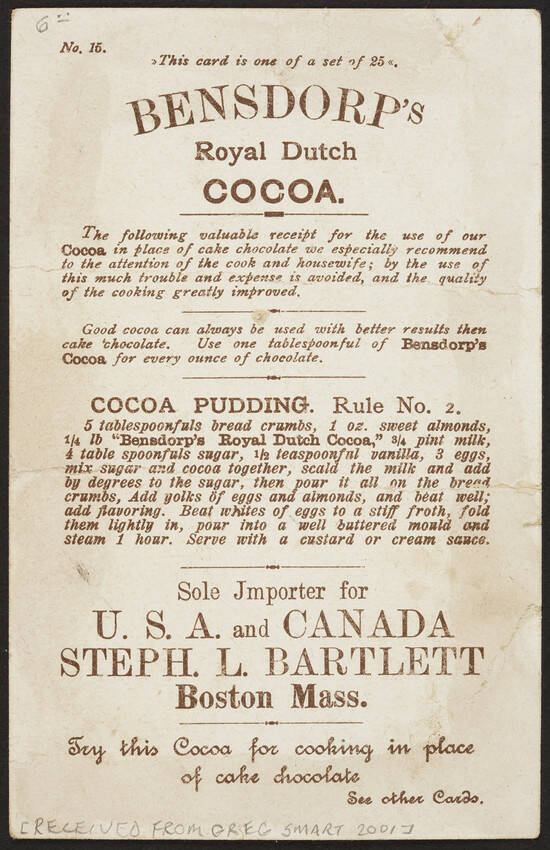 6
No. 15.
»This card is one of a set of 25«.
BENSDORP's
Royal Dutch
COCOA.
The following valuable receipt for the use of our
Cocoa in place of cake chocolate we especially recommend
to the attention of the cook and housewife; by the use of
this much trouble and expense is avoided, and the quality
of the cooking greatly improved.
Good cocoa can always be used with better results then
cake 'chocolate. Use one tablespoonful of Bensdorp's
Cocoa for every ounce of chocolate.
COCOA PUDDING. Rule No. 2.
5 tablespoonfuls bread crumbs, 1 oz. sweet almonds,
1/4 lb "Bensdorp's Royal Dutch Cocoa," 3/4 pint milk,
4 table spoonfuls sugar, 1/2 teaspoonful vanilla, 3 eggs,
mix sugar and cocoa together, scald the milk and add
by degrees to the sugar, then pour it all on the bread
crumbs, Add yolks of eggs and almonds, and beat well;
add flavoring. Beat whites of eggs to a stiff froth, fold
them lightly in, pour into a well buttered mould and
steam 1 hour. Serve with a custard or cream sauce.
Sole Jmporter for
U. S. A. and CANADA
STEPH. L. BARTLETT
Boston Mass.
Try this Cocoa for cooking in place
of cake chocolate
See other Cards.
[RECEIVED FROM GREG SMART 2001]